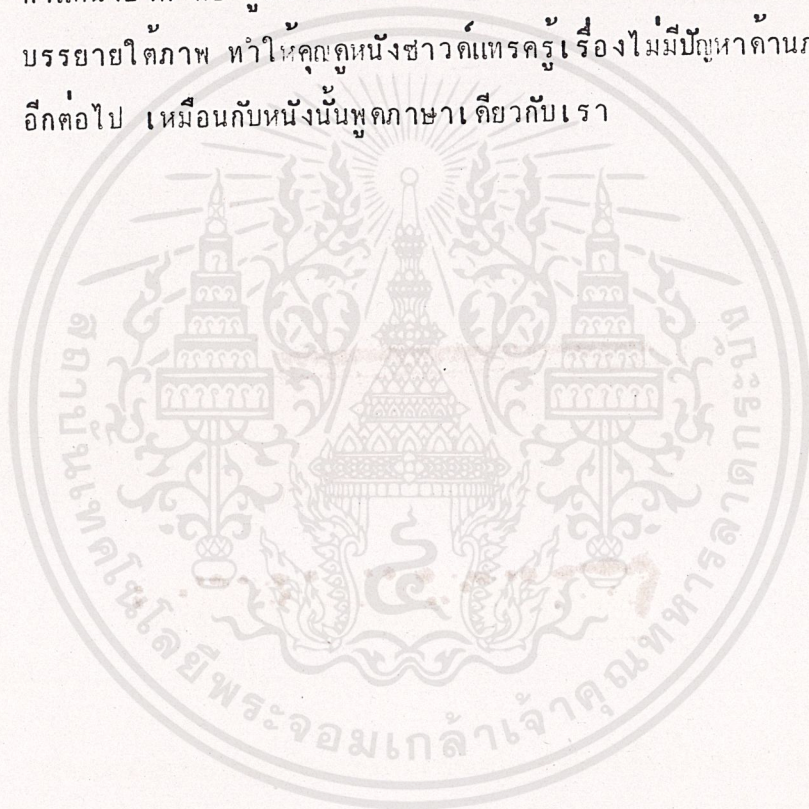 บรรยายใต้ภาพ ทำให้คุณดูหนังซาวด์แทรครู้เรื่องไม่มีปัญหาด้าน
อีกต่อไป เหมือนกับหนังนั้นพูดภาษาเดียวกับเรา
สถาบันเทคโนโลยีพระจอมเกล้าเจ้าคุณทหารลาดกระบัง